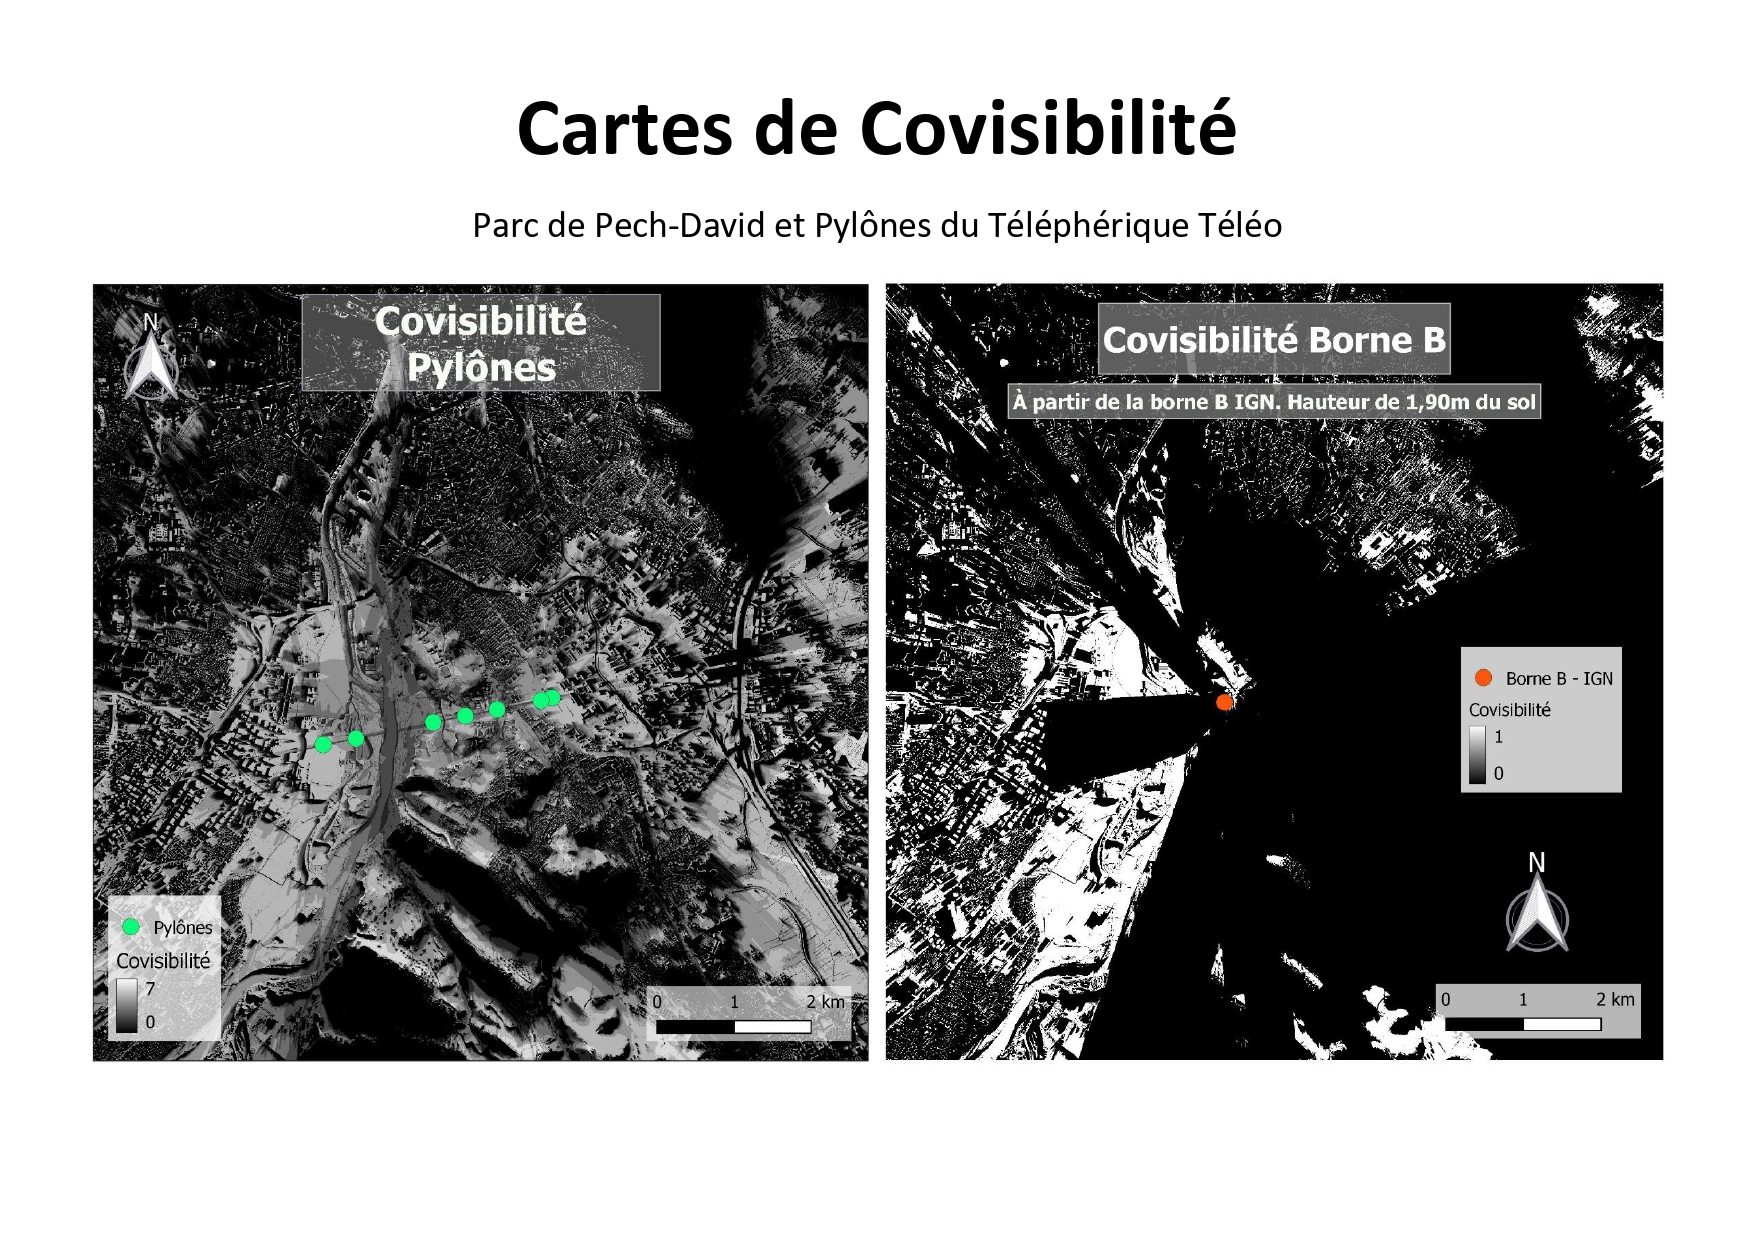 Cartes de Covisibilité
Parc de Pech-David et Pylônes du Téléphérique Téléo
Covisibilité
Pylônes
N
Pylônes
Covisibilité
7
0
0 1 2 km
Covisibilité Borne B
À partir de la borne B IGN. Hauteur de 1,90m du sol
Borne B - IGN
Covisibilité
1
0
N
0 1 2 km